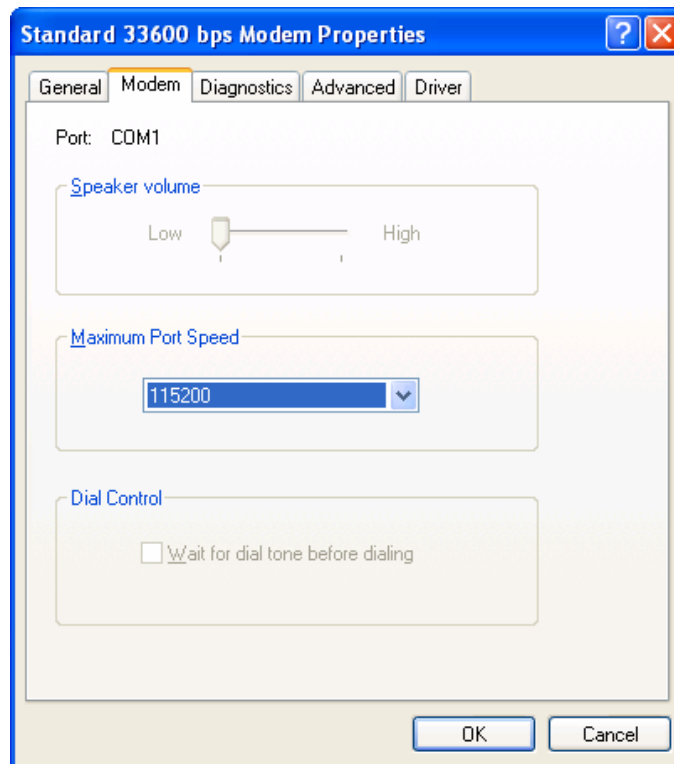 Standard 33600 bps Modem Properties
General Modem Diagnostics Advanced Driver
Port: COM1
Speaker volume
Low High
Maximum Port Speed
115200
Dial Control
Wait for dial tone before dialing
OK Cancel